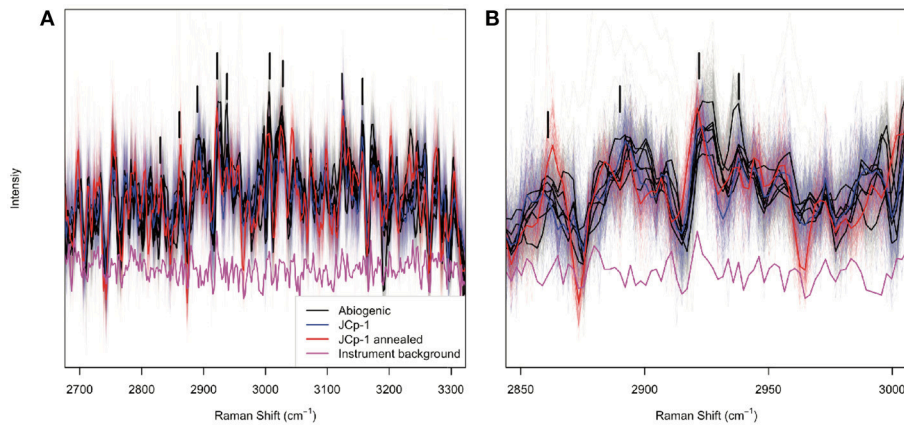 A
B
Intensiy
Abiogenic
JCp-1
JCp-1 annealed
Instrument background
2700 2800 2900 3000 3100 3200 3300
2850 2900 2950 3000
Raman Shift (cm⁻¹)
Raman Shift (cm⁻¹)